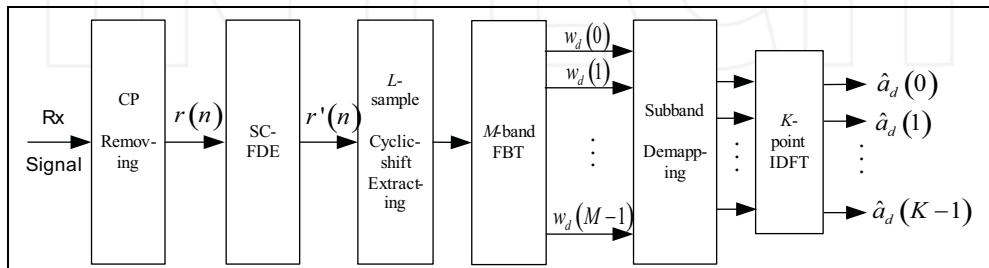 Rx
Signal
CP
Remov-
ing
r(n)
SC-
FDE
r'(n)
L-
sample
Cyclic-
shift
Extract-
ing
M-band
FBT
w_d(0)
w_d(1)
⋮
w_d(M−1)
Subband
Demapp-
ing
⋮
K-
point
IDFT
â_d(0)
â_d(1)
⋮
â_d(K−1)